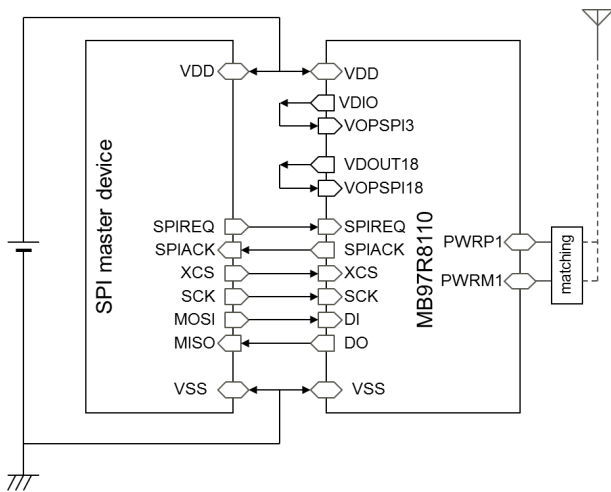 SPI master device
VDD
SPIREQ
SPIACK
XCS
SCK
MOSI
MISO
VSS
MB97R8110
VDD
VDIO
VOPSPI3
VDOUT18
VOPSPI18
SPIREQ
SPIACK
XCS
SCK
DI
DO
VSS
PWRP1
PWRM1
matching